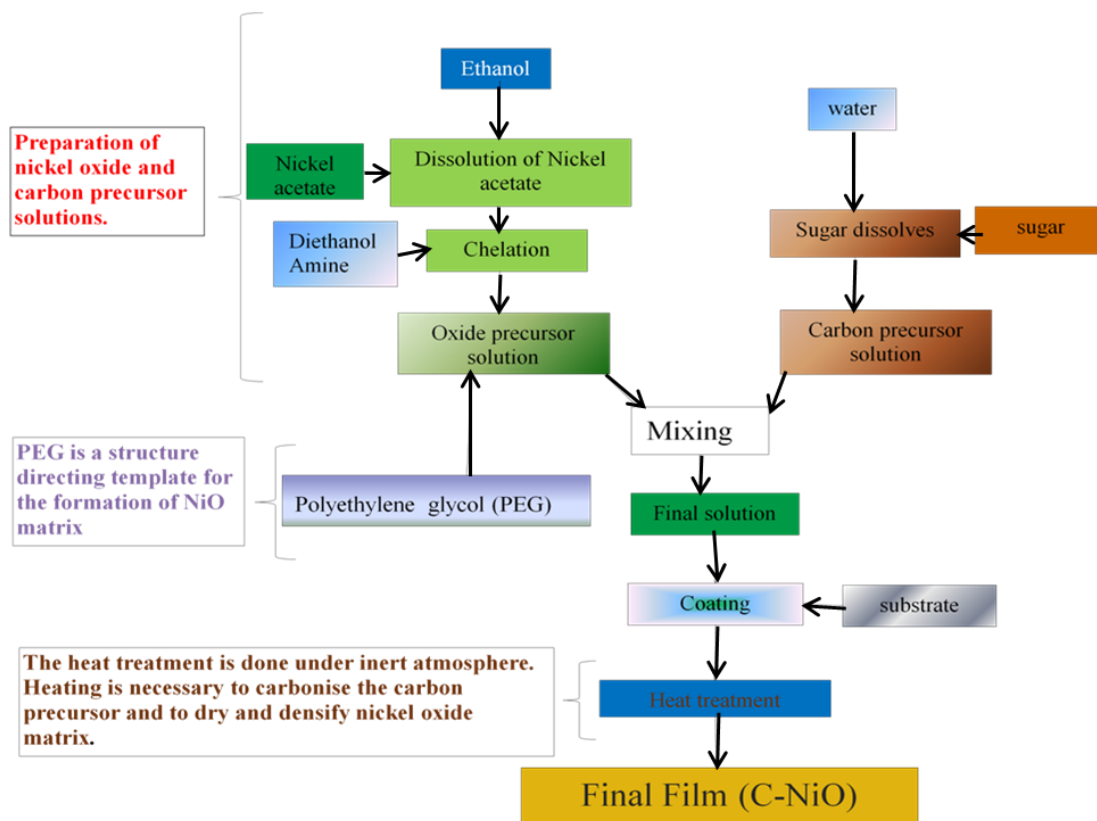 Ethanol
water
Preparation of
nickel oxide and
carbon precursor
solutions.
Nickel
acetate
Dissolution of Nickel
acetate
Sugar dissolves
sugar
Diethanol
Amine
Chelation
Oxide precursor
solution
Carbon precursor
solution
Mixing
PEG is a structure
directing template for
the formation of NiO
matrix
Polyethylene glycol (PEG)
Final solution
Coating
substrate
The heat treatment is done under inert atmosphere.
Heating is necessary to carbonise the carbon
precursor and to dry and densify nickel oxide
matrix.
Heat treatment
Final Film (C-NiO)